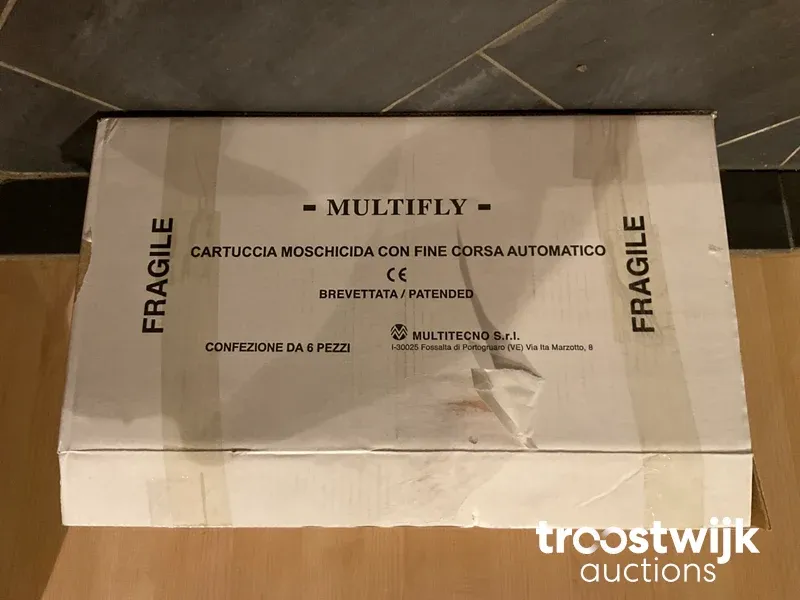 - MULTIFLY -
CARTUCCIA MOSCHICIDA CON FINE CORSA AUTOMATICO
CE
BREVETTATA / PATENDED
FRAGILE
FRAGILE
CONFEZIONE DA 6 PEZZI
MULTITECNO S.r.l.
I-30025 Fossalta di Portogruaro (VE) Via Ita Marzotto, 8
troostwijk
auctions